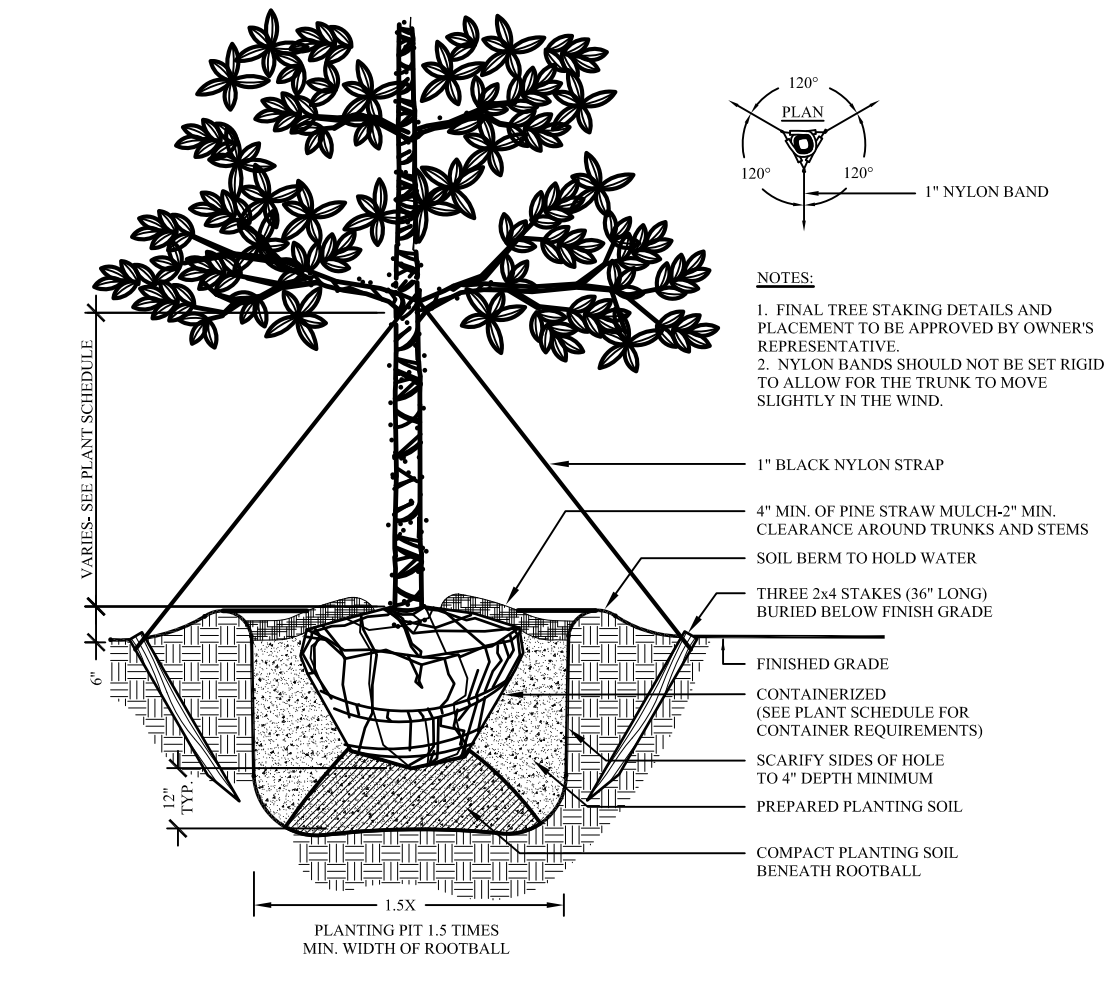 120°
PLAN
120°
120°
1" NYLON BAND
NOTES:
1. FINAL TREE STAKING DETAILS AND
PLACEMENT TO BE APPROVED BY OWNER'S
REPRESENTATIVE.
2. NYLON BANDS SHOULD NOT BE SET RIGID
TO ALLOW FOR THE TRUNK TO MOVE
SLIGHTLY IN THE WIND.
VARIES- SEE PLANT SCHEDULE
1" BLACK NYLON STRAP
4" MIN. OF PINE STRAW MULCH-2" MIN.
CLEARANCE AROUND TRUNKS AND STEMS
SOIL BERM TO HOLD WATER
THREE 2x4 STAKES (36" LONG)
BURIED BELOW FINISH GRADE
6"
FINISHED GRADE
CONTAINERIZED
(SEE PLANT SCHEDULE FOR
CONTAINER REQUIREMENTS)
SCARIFY SIDES OF HOLE
TO 4" DEPTH MINIMUM
12"
TYP.
PREPARED PLANTING SOIL
COMPACT PLANTING SOIL
BENEATH ROOTBALL
1.5X
PLANTING PIT 1.5 TIMES
MIN. WIDTH OF ROOTBALL